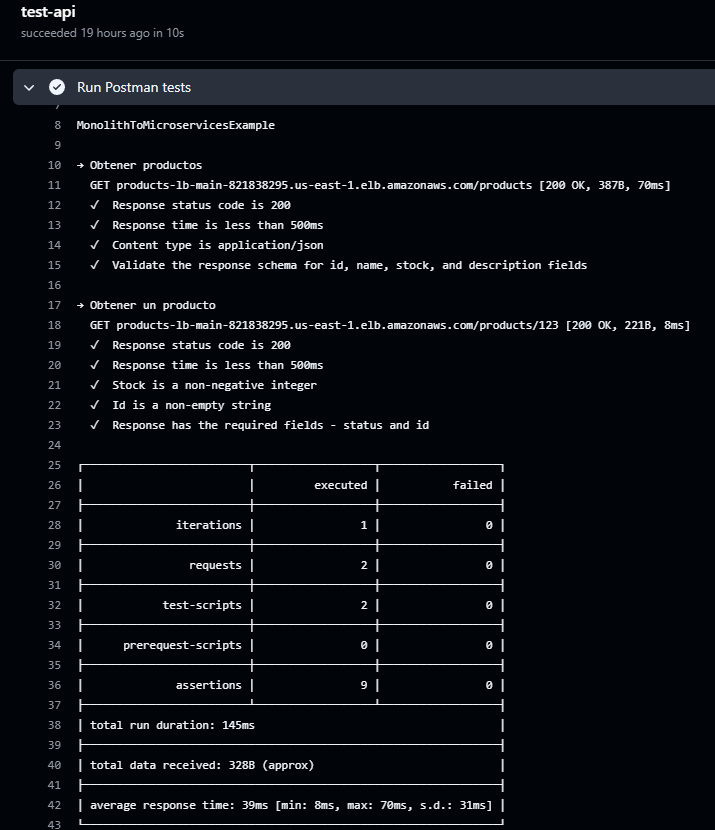 test-api
succeeded 19 hours ago in 10s
Run Postman tests
7
8 MonolithToMicroservicesExample
9
10 → Obtener productos
11 GET products-lb-main-821838295.us-east-1.elb.amazonaws.com/products [200 OK, 387B, 70ms]
12 ✓ Response status code is 200
13 ✓ Response time is less than 500ms
14 ✓ Content type is application/json
15 ✓ Validate the response schema for id, name, stock, and description fields
16
17 → Obtener un producto
18 GET products-lb-main-821838295.us-east-1.elb.amazonaws.com/products/123 [200 OK, 221B, 8ms]
19 ✓ Response status code is 200
20 ✓ Response time is less than 500ms
21 ✓ Stock is a non-negative integer
22 ✓ Id is a non-empty string
23 ✓ Response has the required fields - status and id
24
25
26 executed failed
27
28 iterations 1 0
29
30 requests 2 0
31
32 test-scripts 2 0
33
34 prerequest-scripts 0 0
35
36 assertions 9 0
37
38 total run duration: 145ms
39
40 total data received: 328B (approx)
41
42 average response time: 39ms [min: 8ms, max: 70ms, s.d.: 31ms]
43